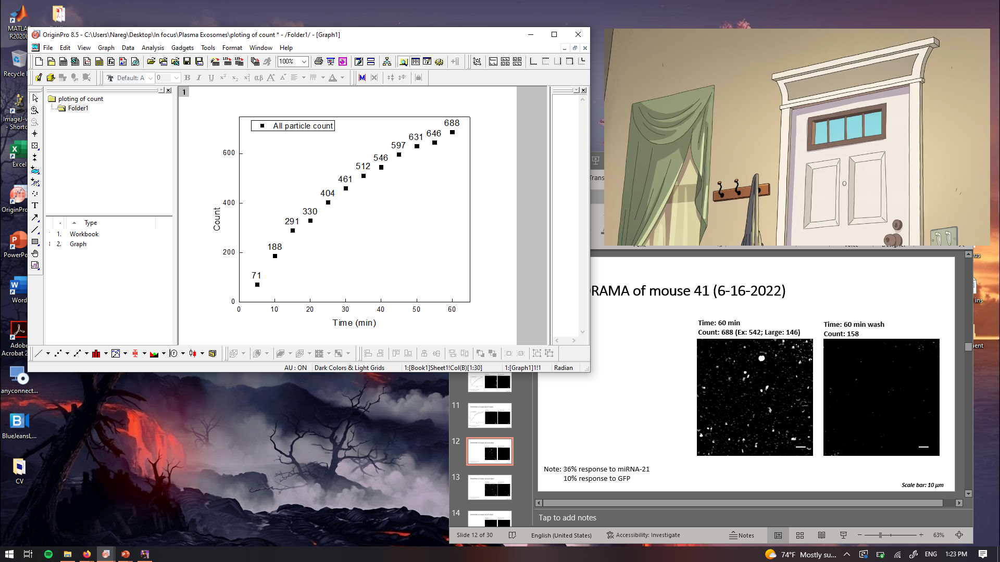 MATLA
R2020b
Recycle
ImageJ-w
- Shortc
Excel
OriginPro
PowerPo
Word
Adobe
Acrobat
anyconnect...
BlueJeansL...
CV
OriginPro 8.5 - C:\Users\Nareg\Desktop\In focus\Plasma Exosomes\ploting of count * - /Folder1/ - [Graph1]
File Edit View Graph Data Analysis Gadgets Tools Format Window Help
100%
Default: A 0
ploting of count
Folder1
Type
1. Workbook
2. Graph
1
All particle count
688
646
631
597
546
512
461
404
330
291
188
71
600
400
200
0
Count
0 10 20 30 40 50 60
Time (min)
AU : ON Dark Colors & Light Grids 1:[Book1]Sheet1!Col(B)[1:30] 1:[Graph1]1!1 Radian
Trans
RAMA of mouse 41 (6-16-2022)
Time: 60 min
Count: 688 (Ex: 542; Large: 146)
Time: 60 min wash
Count: 158
Note: 36% response to miRNA-21
10% response to GFP
Scale bar: 10 µm
11
12
13
14
Tap to add notes
Slide 12 of 30 English (United States) Accessibility: Investigate Notes 63%
us
ins
ent
74°F Mostly su... ENG 1:23 PM